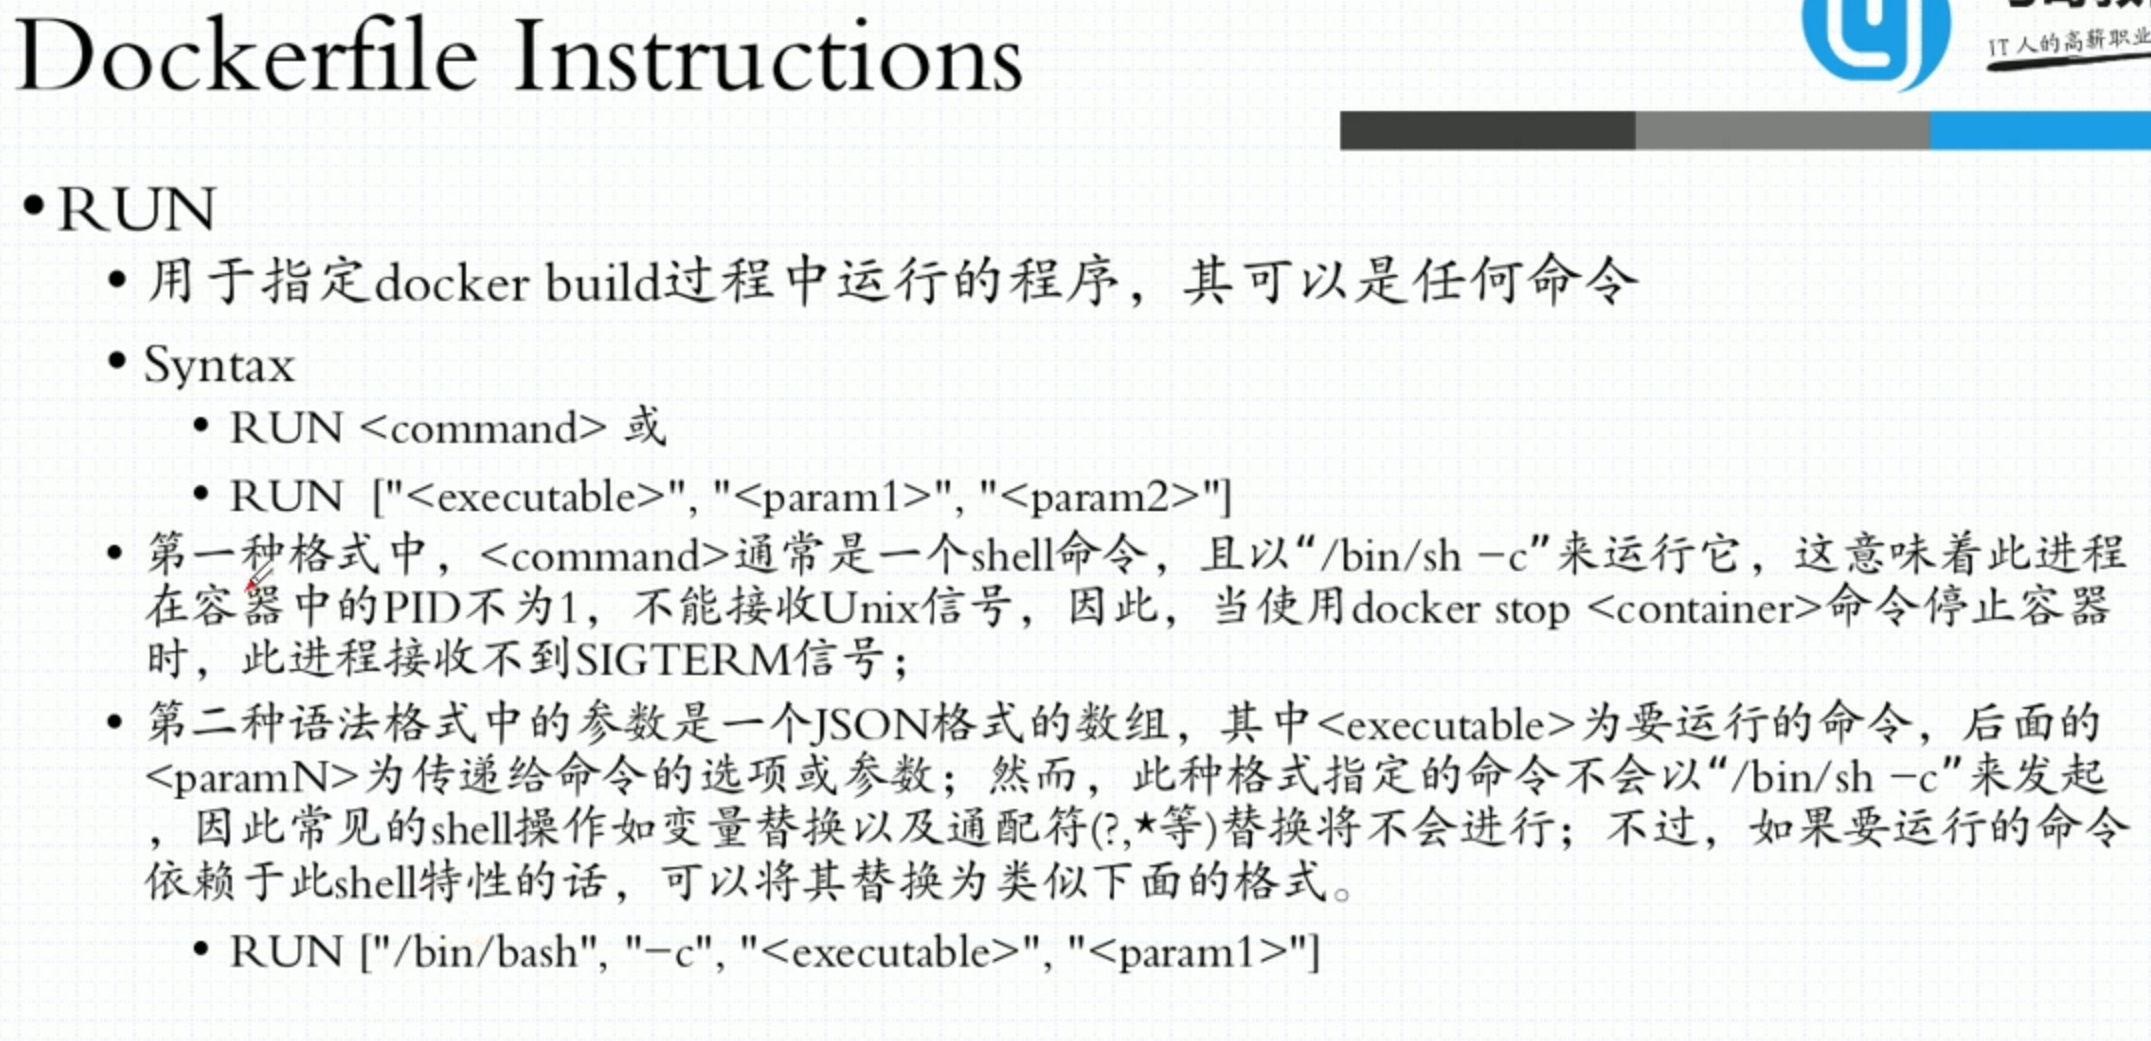 Dockerfile Instructions
IT人的高薪职业
•RUN
• 用于指定docker build过程中运行的程序，其可以是任何命令
• Syntax
• RUN <command> 或
• RUN ["<executable>", "<param1>", "<param2>"]
• 第一种格式中，<command>通常是一个shell命令，且以“/bin/sh –c”来运行它，这意味着此进程
在容器中的PID不为1，不能接收Unix信号，因此，当使用docker stop <container>命令停止容器
时，此进程接收不到SIGTERM信号；
• 第二种语法格式中的参数是一个JSON格式的数组，其中<executable>为要运行的命令，后面的
<paramN>为传递给命令的选项或参数；然而，此种格式指定的命令不会以“/bin/sh –c”来发起
，因此常见的shell操作如变量替换以及通配符(?,*等)替换将不会进行；不过，如果要运行的命令
依赖于此shell特性的话，可以将其替换为类似下面的格式。
• RUN ["/bin/bash", "–c", "<executable>", "<param1>"]